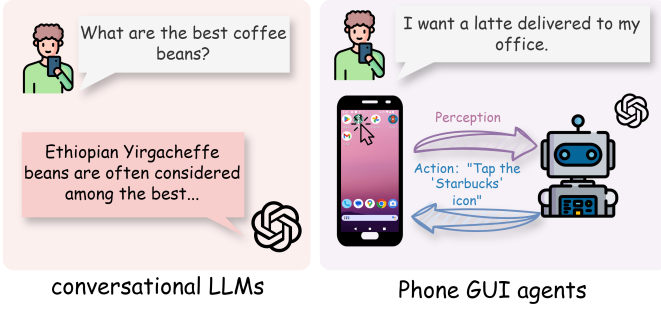 What are the best coffee
beans?
Ethiopian Yirgacheffe
beans are often considered
among the best...
conversational LLMs
I want a latte delivered to my
office.
Perception
Action: "Tap the
'Starbucks'
icon"
Phone GUI agents